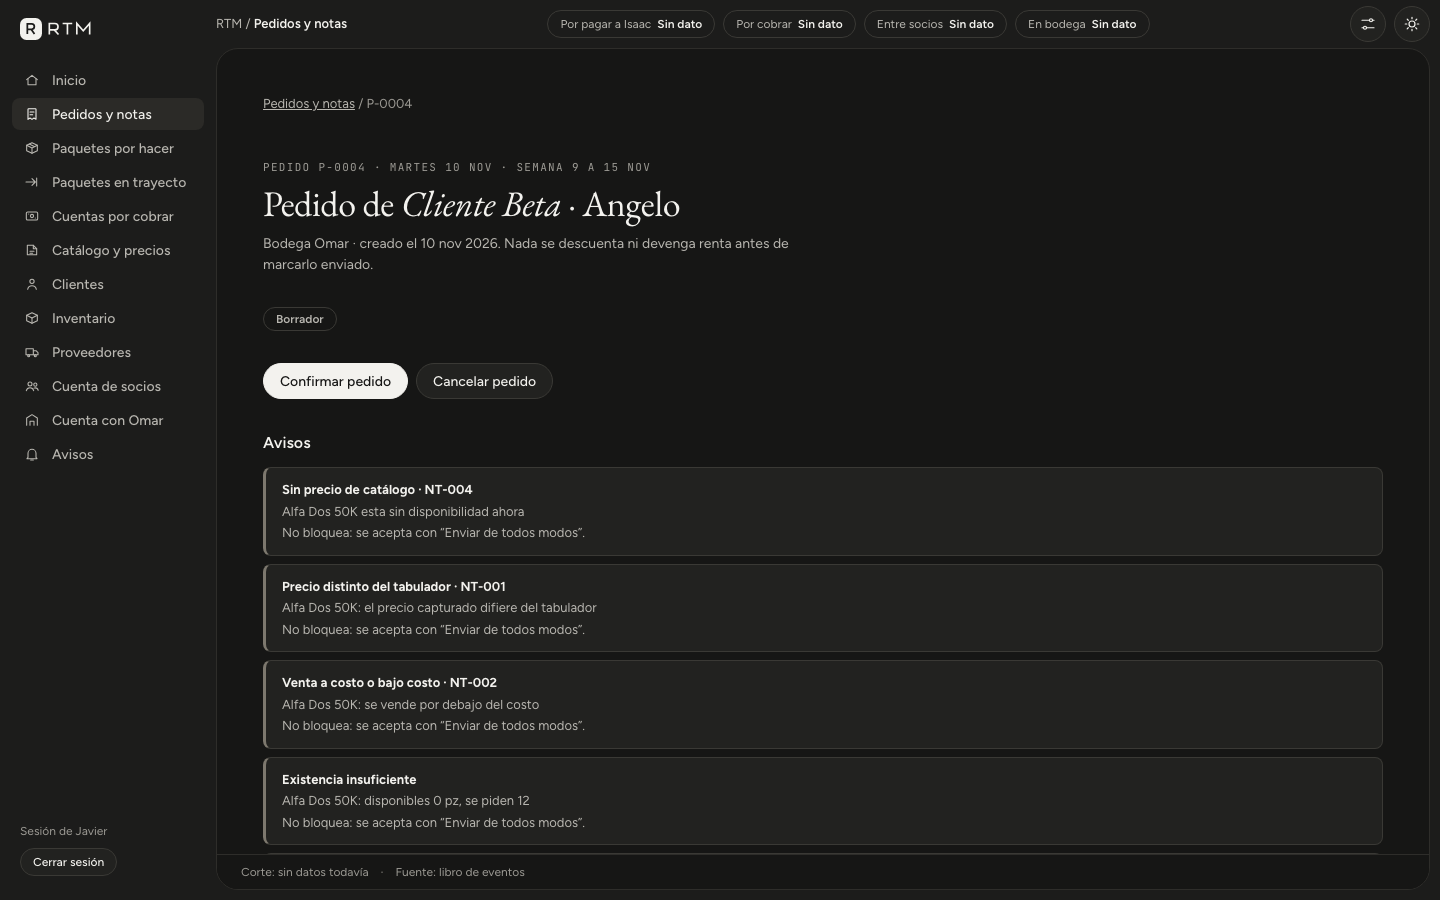 R RTM
RTM / Pedidos y notas
Por pagar a Isaac Sin dato
Por cobrar Sin dato
Entre socios Sin dato
En bodega Sin dato
Inicio
Pedidos y notas
Paquetes por hacer
Paquetes en trayecto
Cuentas por cobrar
Catálogo y precios
Clientes
Inventario
Proveedores
Cuenta de socios
Cuenta con Omar
Avisos
Sesión de Javier
Cerrar sesión
Pedidos y notas / P-0004
PEDIDO P-0004 · MARTES 10 NOV · SEMANA 9 A 15 NOV
Pedido de Cliente Beta · Angelo
Bodega Omar · creado el 10 nov 2026. Nada se descuenta ni devenga renta antes de
marcarlo enviado.
Borrador
Confirmar pedido
Cancelar pedido
Avisos
Sin precio de catálogo · NT-004
Alfa Dos 50K esta sin disponibilidad ahora
No bloquea: se acepta con “Enviar de todos modos”.
Precio distinto del tabulador · NT-001
Alfa Dos 50K: el precio capturado difiere del tabulador
No bloquea: se acepta con “Enviar de todos modos”.
Venta a costo o bajo costo · NT-002
Alfa Dos 50K: se vende por debajo del costo
No bloquea: se acepta con “Enviar de todos modos”.
Existencia insuficiente
Alfa Dos 50K: disponibles 0 pz, se piden 12
No bloquea: se acepta con “Enviar de todos modos”.
Corte: sin datos todavía · Fuente: libro de eventos